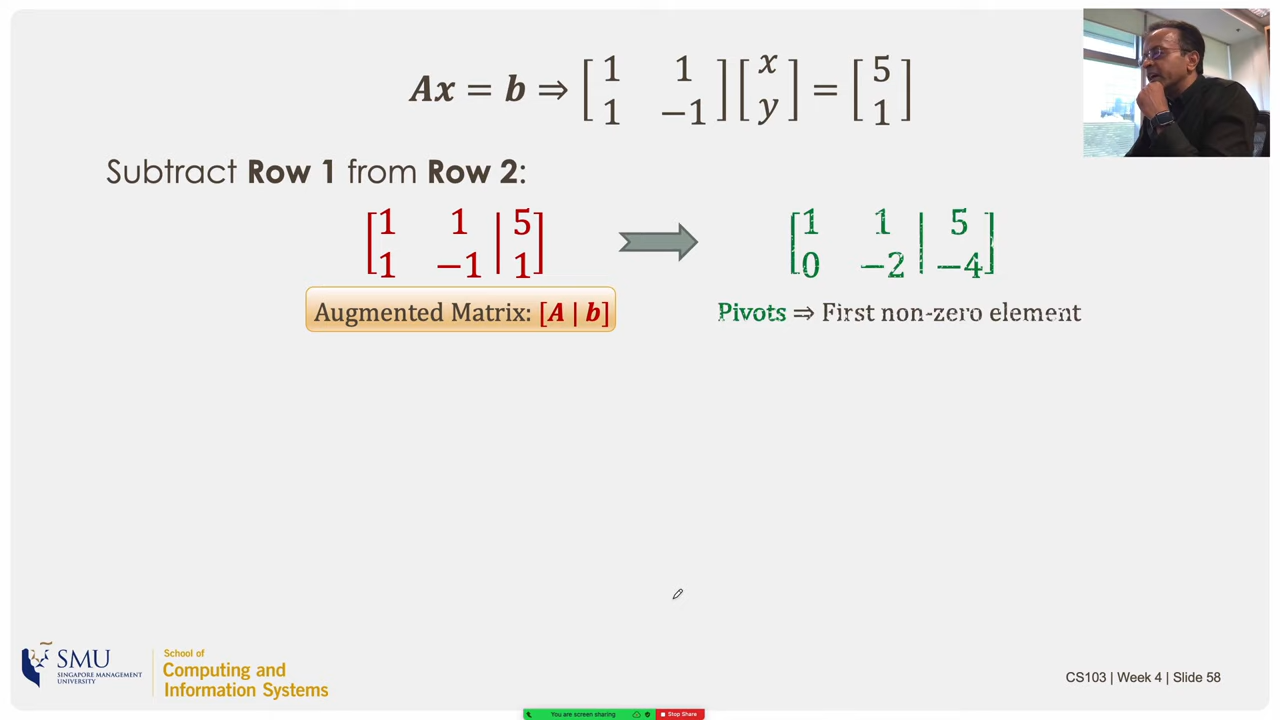 Ax = b ⇒ [1 1; 1 −1] [x; y] = [5; 1]
Subtract Row 1 from Row 2:
[1 1 | 5; 1 −1 | 1]
[1 1 | 5; 0 −2 | −4]
Augmented Matrix: [A | b]
Pivots ⇒ First non-zero element
SMU
SINGAPORE MANAGEMENT
UNIVERSITY
School of
Computing and
Information Systems
CS103 | Week 4 | Slide 58
You are screen sharing
Stop Share